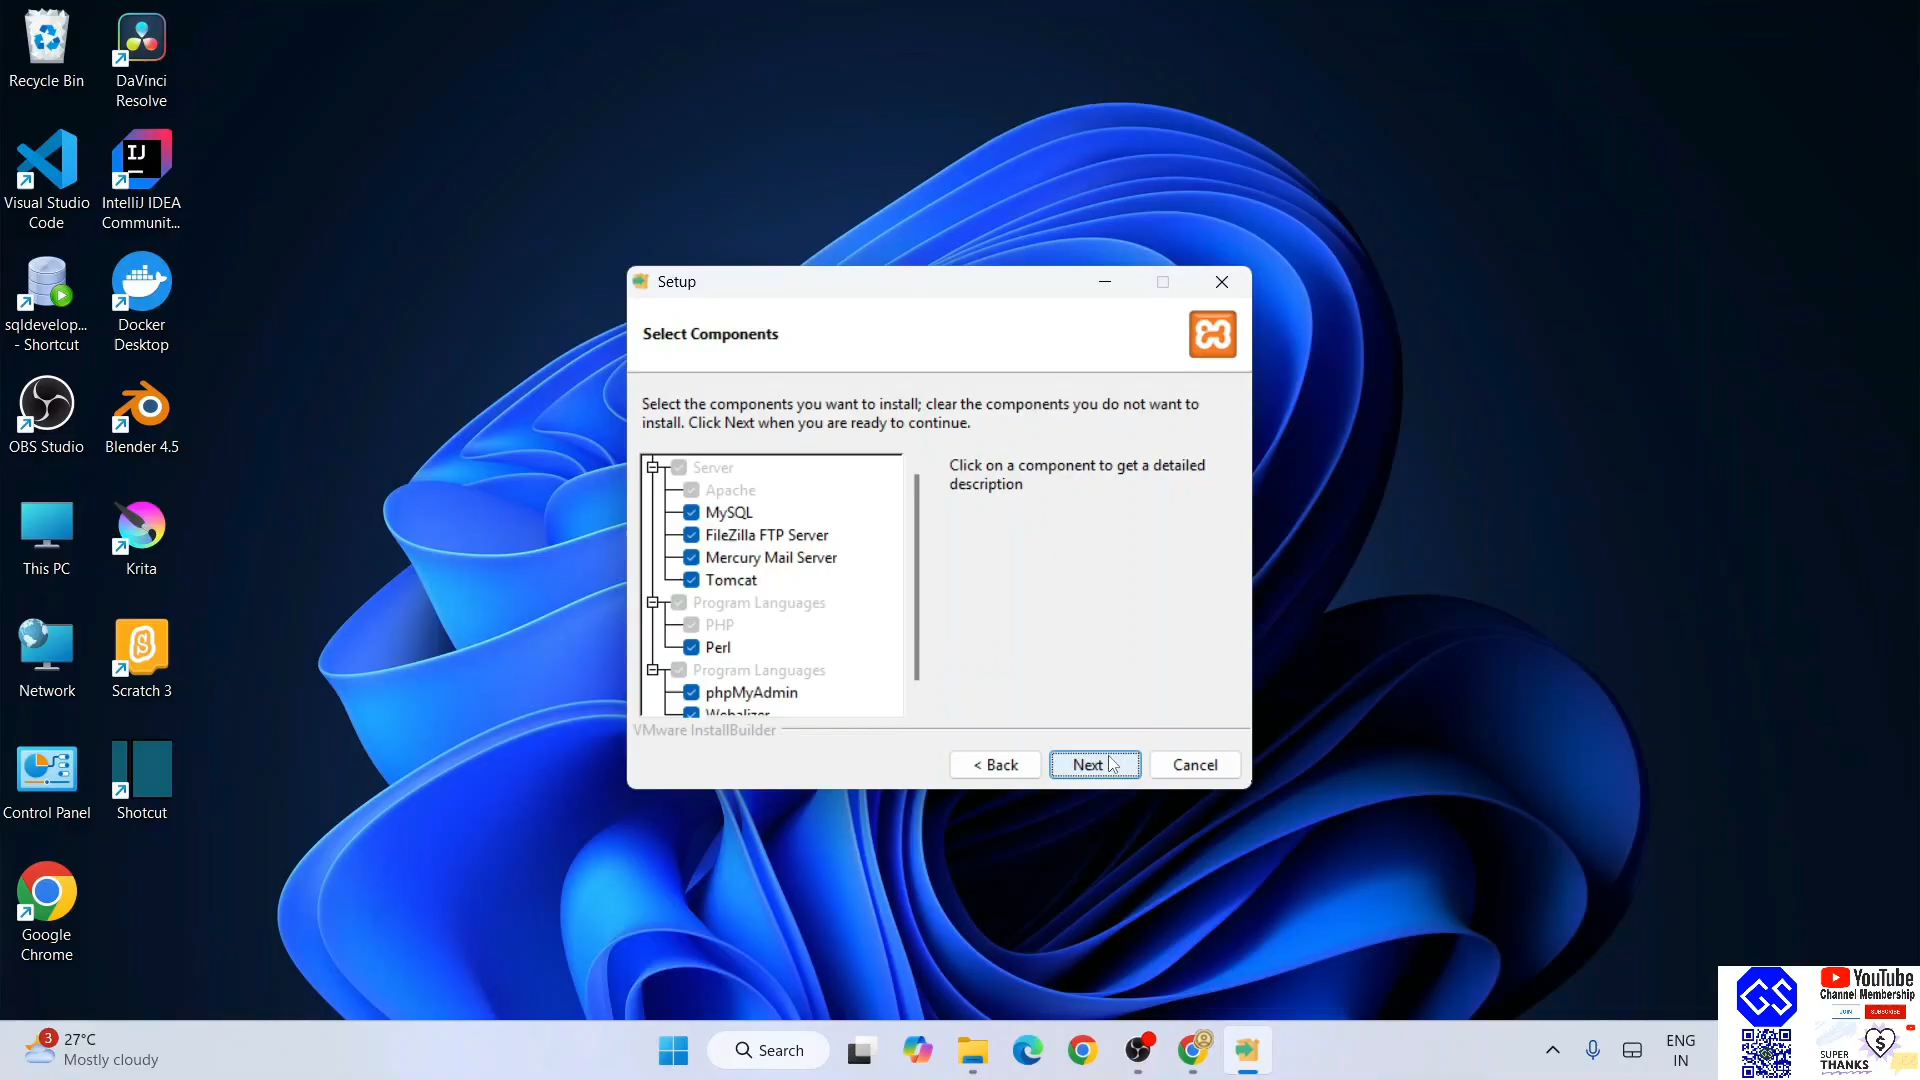 Recycle Bin
DaVinci
Resolve
Visual Studio
Code
IJ
IntelliJ IDEA
Communit...
sqldevelop...
- Shortcut
Docker
Desktop
OBS Studio
Blender 4.5
This PC
Krita
Network
Scratch 3
Control Panel
Shotcut
Google
Chrome
Setup
Select Components
Select the components you want to install; clear the components you do not want to
install. Click Next when you are ready to continue.
Server
Apache
MySQL
FileZilla FTP Server
Mercury Mail Server
Tomcat
Program Languages
PHP
Perl
Program Languages
phpMyAdmin
Webalizer
Click on a component to get a detailed
description
VMware InstallBuilder
< Back
Next
Cancel
3
27°C
Mostly cloudy
Search
ENG
IN
GS
YouTube
Channel Membership
JOIN
SUBSCRIBE
SUPER
THANKS
$